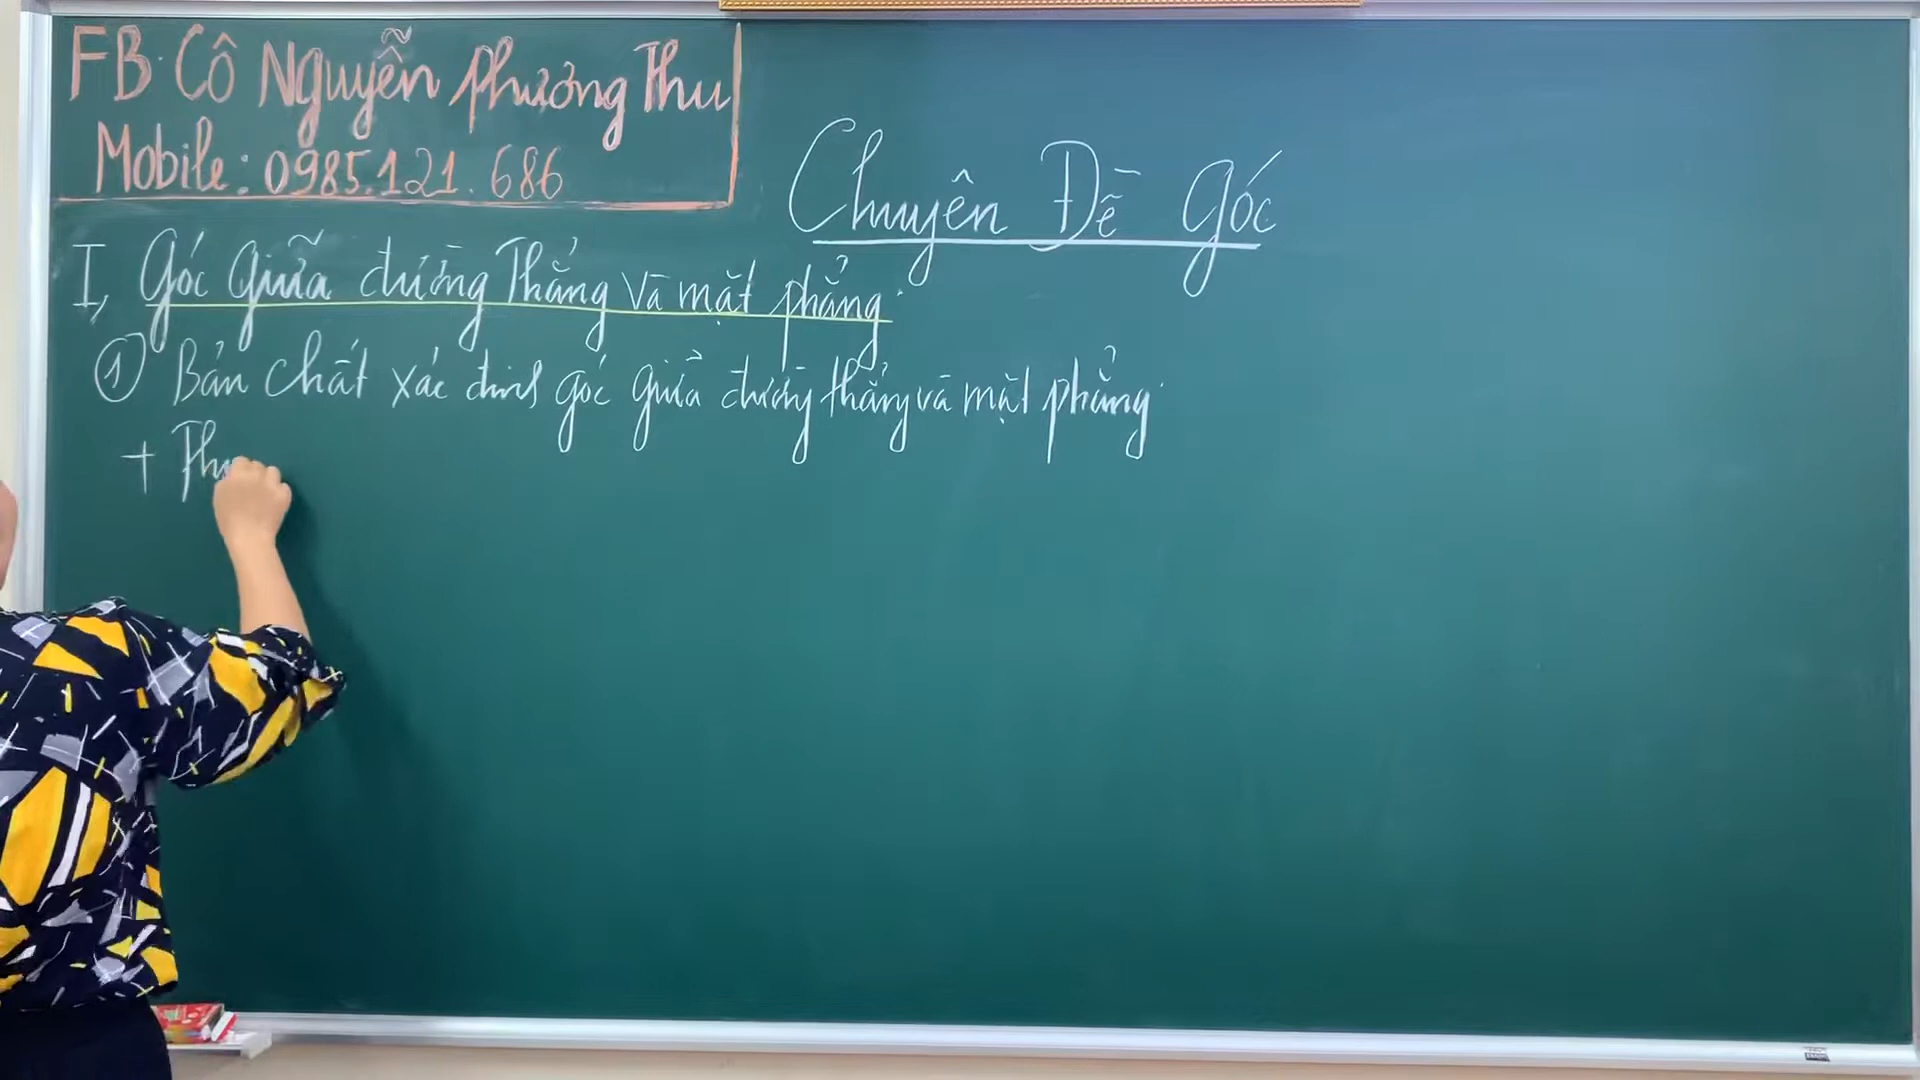 FB: Cô Nguyễn Phương Thu
Mobile: 0985.121.686
Chuyên Đề Góc
I, Góc giữa đường thẳng và mặt phẳng.
① Bản chất xác định góc giữa đường thẳng và mặt phẳng.
+ Thự